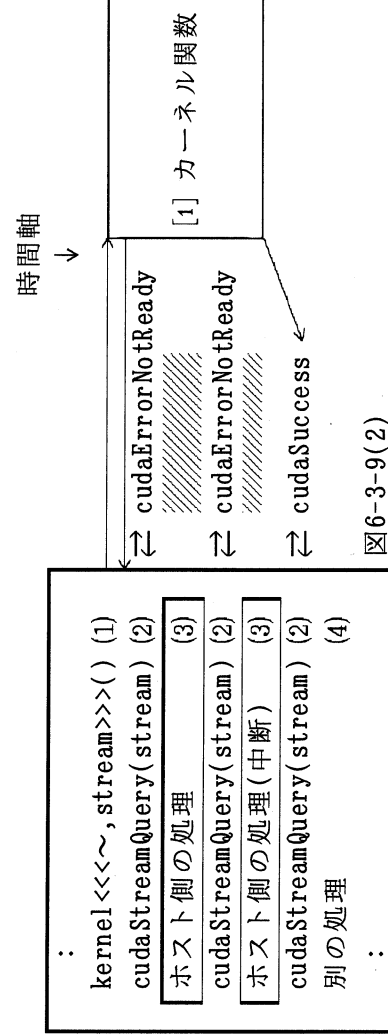 時間軸
↓
:
kernel<<<～,stream>>>() (1)
cudaStreamQuery(stream) (2) ⇄ cudaErrorNotReady
ホスト側の処理 (3)
cudaStreamQuery(stream) (2) ⇄ cudaErrorNotReady
ホスト側の処理(中断) (3)
cudaStreamQuery(stream) (2) ⇄ cudaSuccess
別の処理 (4)
:
[1] カーネル関数
図6-3-9(2)